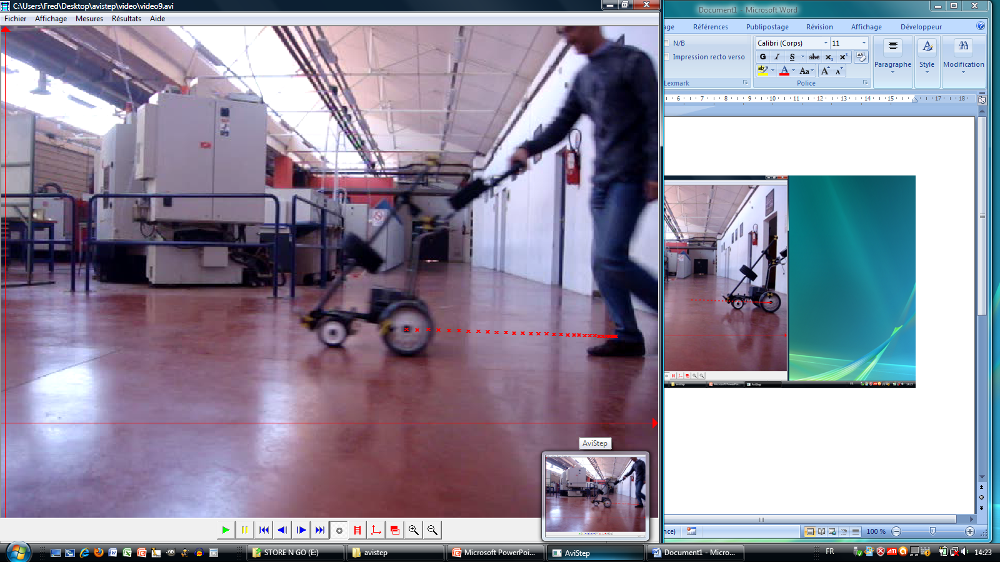 C:\Users\Fred\Desktop\avistep\video\video9.avi
Fichier Affichage Mesures Résultats Aide
AviStep
Document1 - Microsoft Word
age Références Publipostage Révision Affichage Développeur
N/B
Impression recto verso
Lexmark
Calibri (Corps) 11
G I S abc x₂ x²
ab A Aa A A
Police
Paragraphe
Style
Modification
6 7 8 9 10 11 12 13 14 15 17 18
nce) 100 %
STORE N GO (E:) avistep Microsoft PowerPoi... AviStep Document1 - Micro... FR 14:23